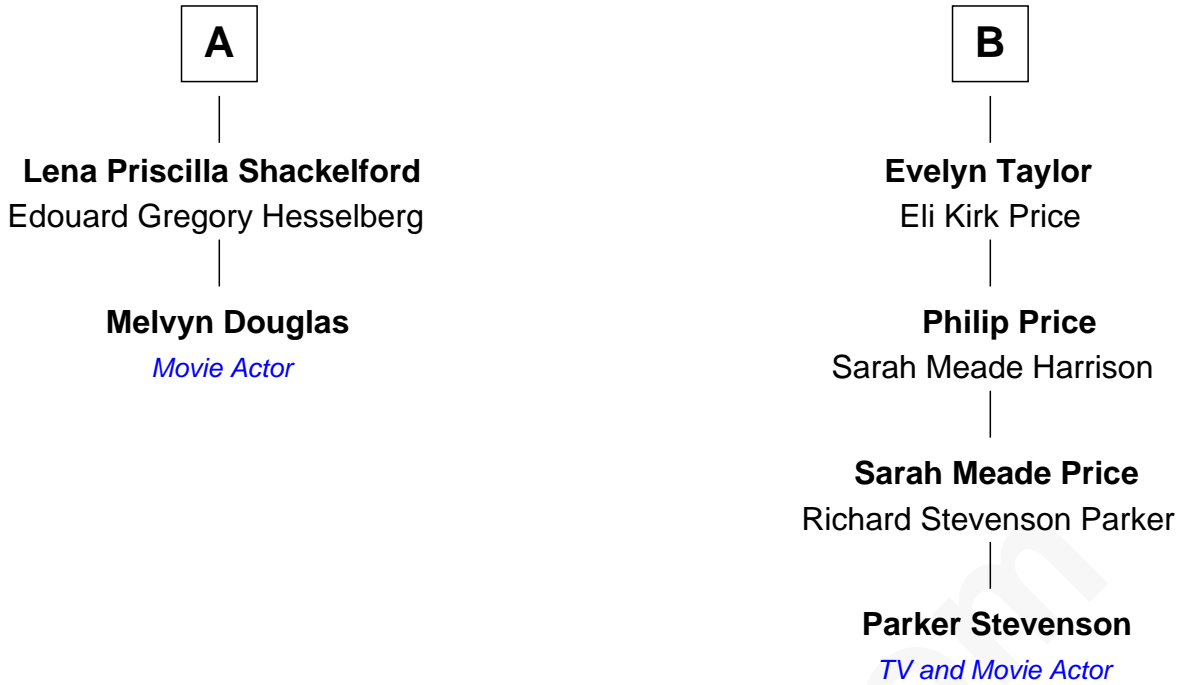 A
Lena Priscilla Shackelford
Edouard Gregory Hesselberg
Melvyn Douglas
Movie Actor
B
Evelyn Taylor
Eli Kirk Price
Philip Price
Sarah Meade Harrison
Sarah Meade Price
Richard Stevenson Parker
Parker Stevenson
TV and Movie Actor